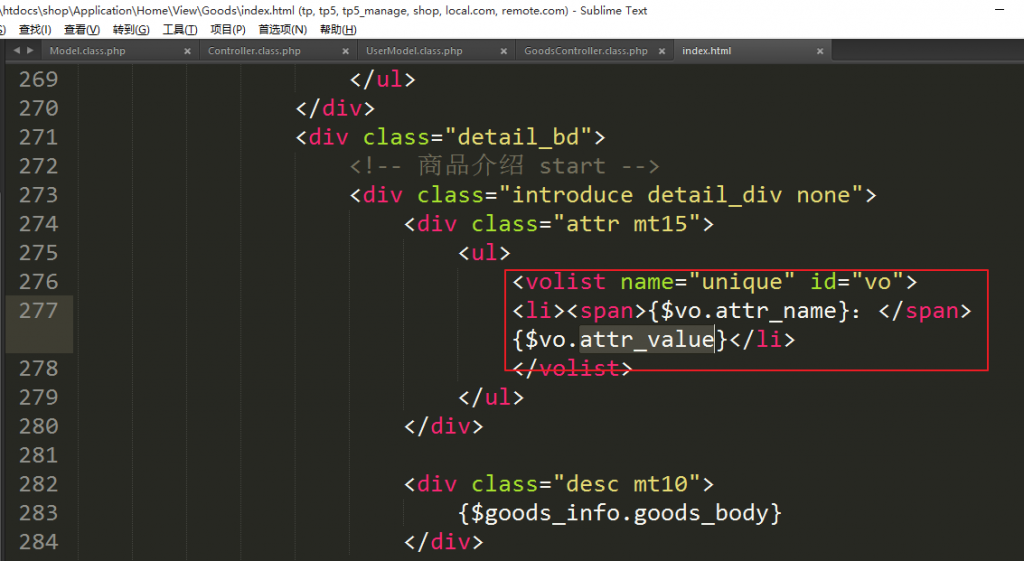 \htdocs\shop\Application\Home\View\Goods\index.html (tp, tp5, tp5_manage, shop, local.com, remote.com) - Sublime Text
查找(I) 查看(V) 转到(G) 工具(T) 项目(P) 首选项(N) 帮助(H)
Model.class.php Controller.class.php UserModel.class.php GoodsController.class.php index.html
269 </ul>
270 </div>
271 <div class="detail_bd">
272 <!-- 商品介绍 start -->
273 <div class="introduce detail_div none">
274 <div class="attr mt15">
275 <ul>
276 <volist name="unique" id="vo">
277 <li><span>{$vo.attr_name}：</span>
{$vo.attr_value}</li>
278 </volist>
279 </ul>
280 </div>
281
282 <div class="desc mt10">
283 {$goods_info.goods_body}
284 </div>